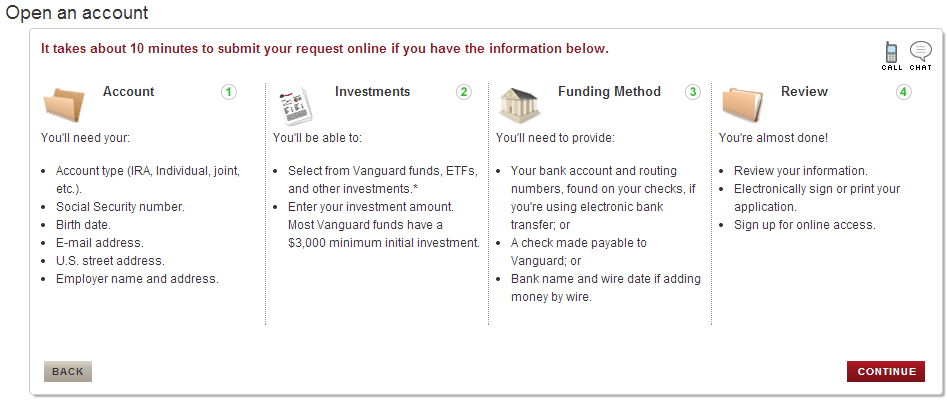 Open an account
It takes about 10 minutes to submit your request online if you have the information below.
CALL CHAT
Account 1
You'll need your:
• Account type (IRA, Individual, joint,
etc.).
• Social Security number.
• Birth date.
• E-mail address.
• U.S. street address.
• Employer name and address.
Investments 2
You'll be able to:
• Select from Vanguard funds, ETFs,
and other investments.*
• Enter your investment amount.
Most Vanguard funds have a
$3,000 minimum initial investment.
Funding Method 3
You'll need to provide:
• Your bank account and routing
numbers, found on your checks, if
you're using electronic bank
transfer; or
• A check made payable to
Vanguard; or
• Bank name and wire date if adding
money by wire.
Review 4
You're almost done!
• Review your information.
• Electronically sign or print your
application.
• Sign up for online access.
BACK
CONTINUE